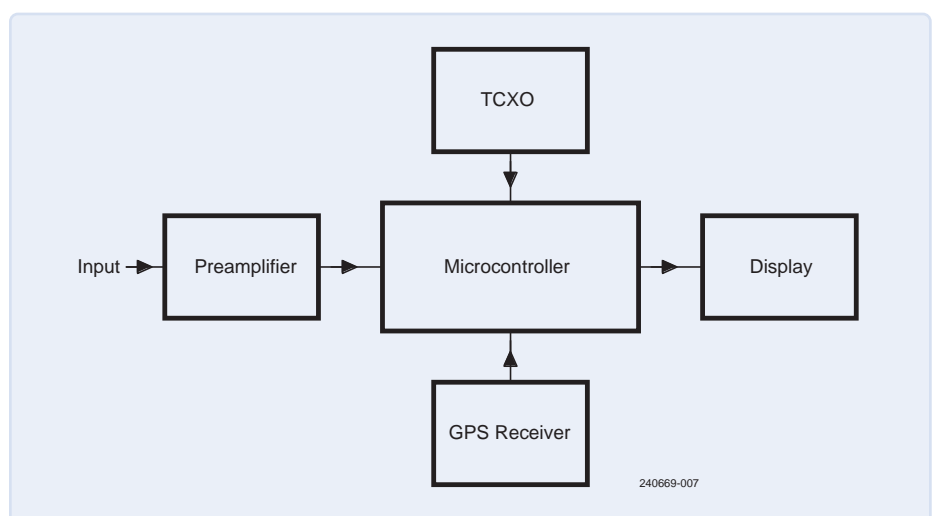 TCXO
Input
Preamplifier
Microcontroller
Display
GPS Receiver
240669-007